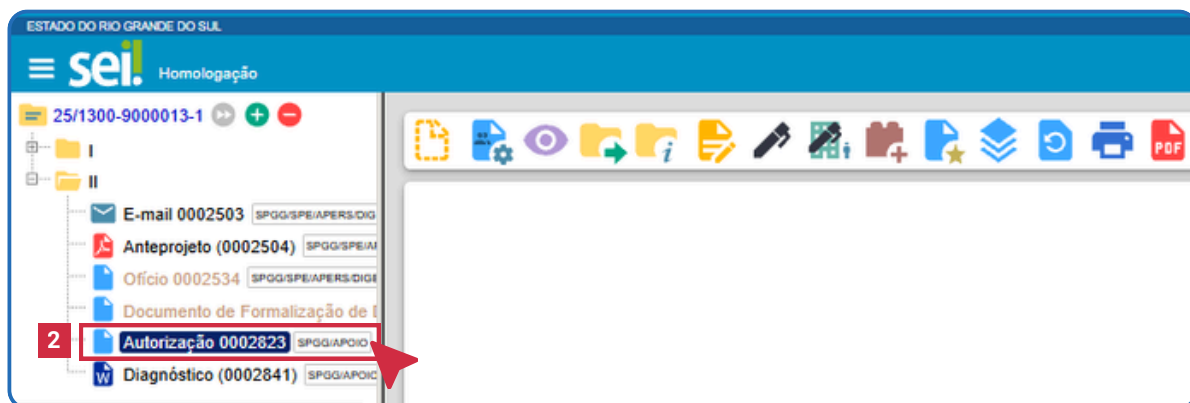 ESTADO DO RIO GRANDE DO SUL
sei! Homologação
25/1300-9000013-1
I
II
E-mail 0002503 SPGG/SPE/APERS/DIG
Anteprojeto (0002504) SPGG/SPE/A
Ofício 0002534 SPGG/SPE/APERS/DIGE
Documento de Formalização de D
2 Autorização 0002823 SPGG/APOIO
Diagnóstico (0002841) SPGG/APOIO
i
PDF